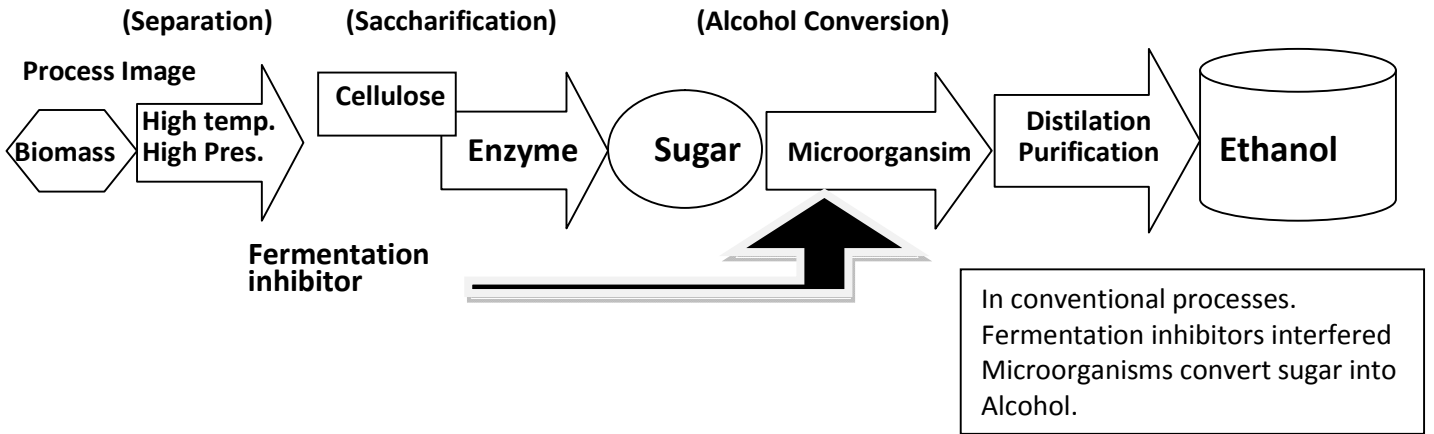 (Separation)
(Saccharification)
(Alcohol Conversion)
Process Image
Biomass
High temp.
High Pres.
Cellulose
Enzyme
Sugar
Microorgansim
Distilation
Purification
Ethanol
Fermentation
inhibitor
In conventional processes.
Fermentation inhibitors interfered
Microorganisms convert sugar into
Alcohol.